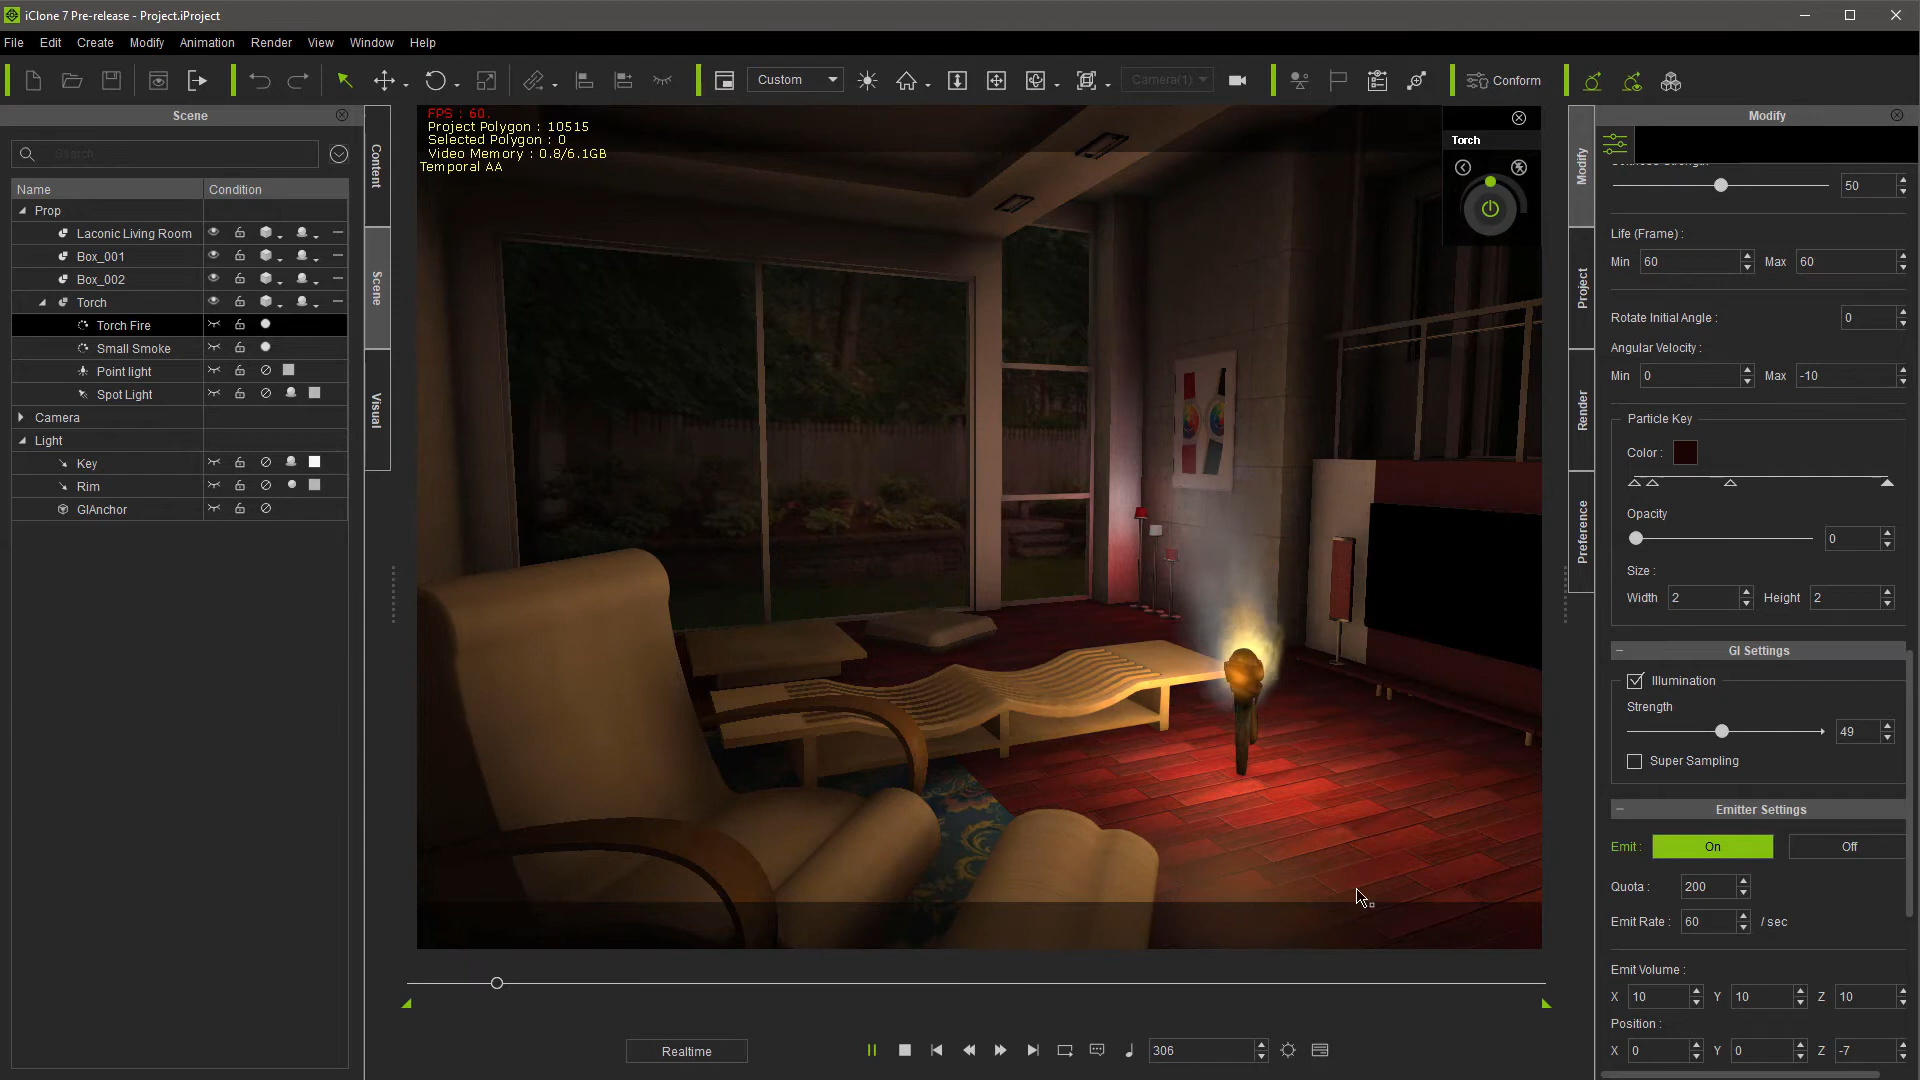 iClone 7 Pre-release - Project.iProject
File Edit Create Modify Animation Render View Window Help
Custom
Camera(1)
Conform
Scene
Search
Name Condition
Prop
Laconic Living Room
Box_001
Box_002
Torch
Torch Fire
Small Smoke
Point light
Spot Light
Camera
Light
Key
Rim
GIAnchor
Content
Scene
Visual
FPS : 60.
Project Polygon : 10515
Selected Polygon : 0
Video Memory : 0.8/6.1GB
Temporal AA
Torch
Realtime
306
Modify
Project
Render
Preference
Modify
50
Life (Frame) :
Min 60 Max 60
Rotate Initial Angle : 0
Angular Velocity :
Min 0 Max -10
Particle Key
Color :
Opacity
0
Size :
Width 2 Height 2
GI Settings
Illumination
Strength
49
Super Sampling
Emitter Settings
Emit : On Off
Quota : 200
Emit Rate : 60 / sec
Emit Volume :
X 10 Y 10 Z 10
Position :
X 0 Y 0 Z -7